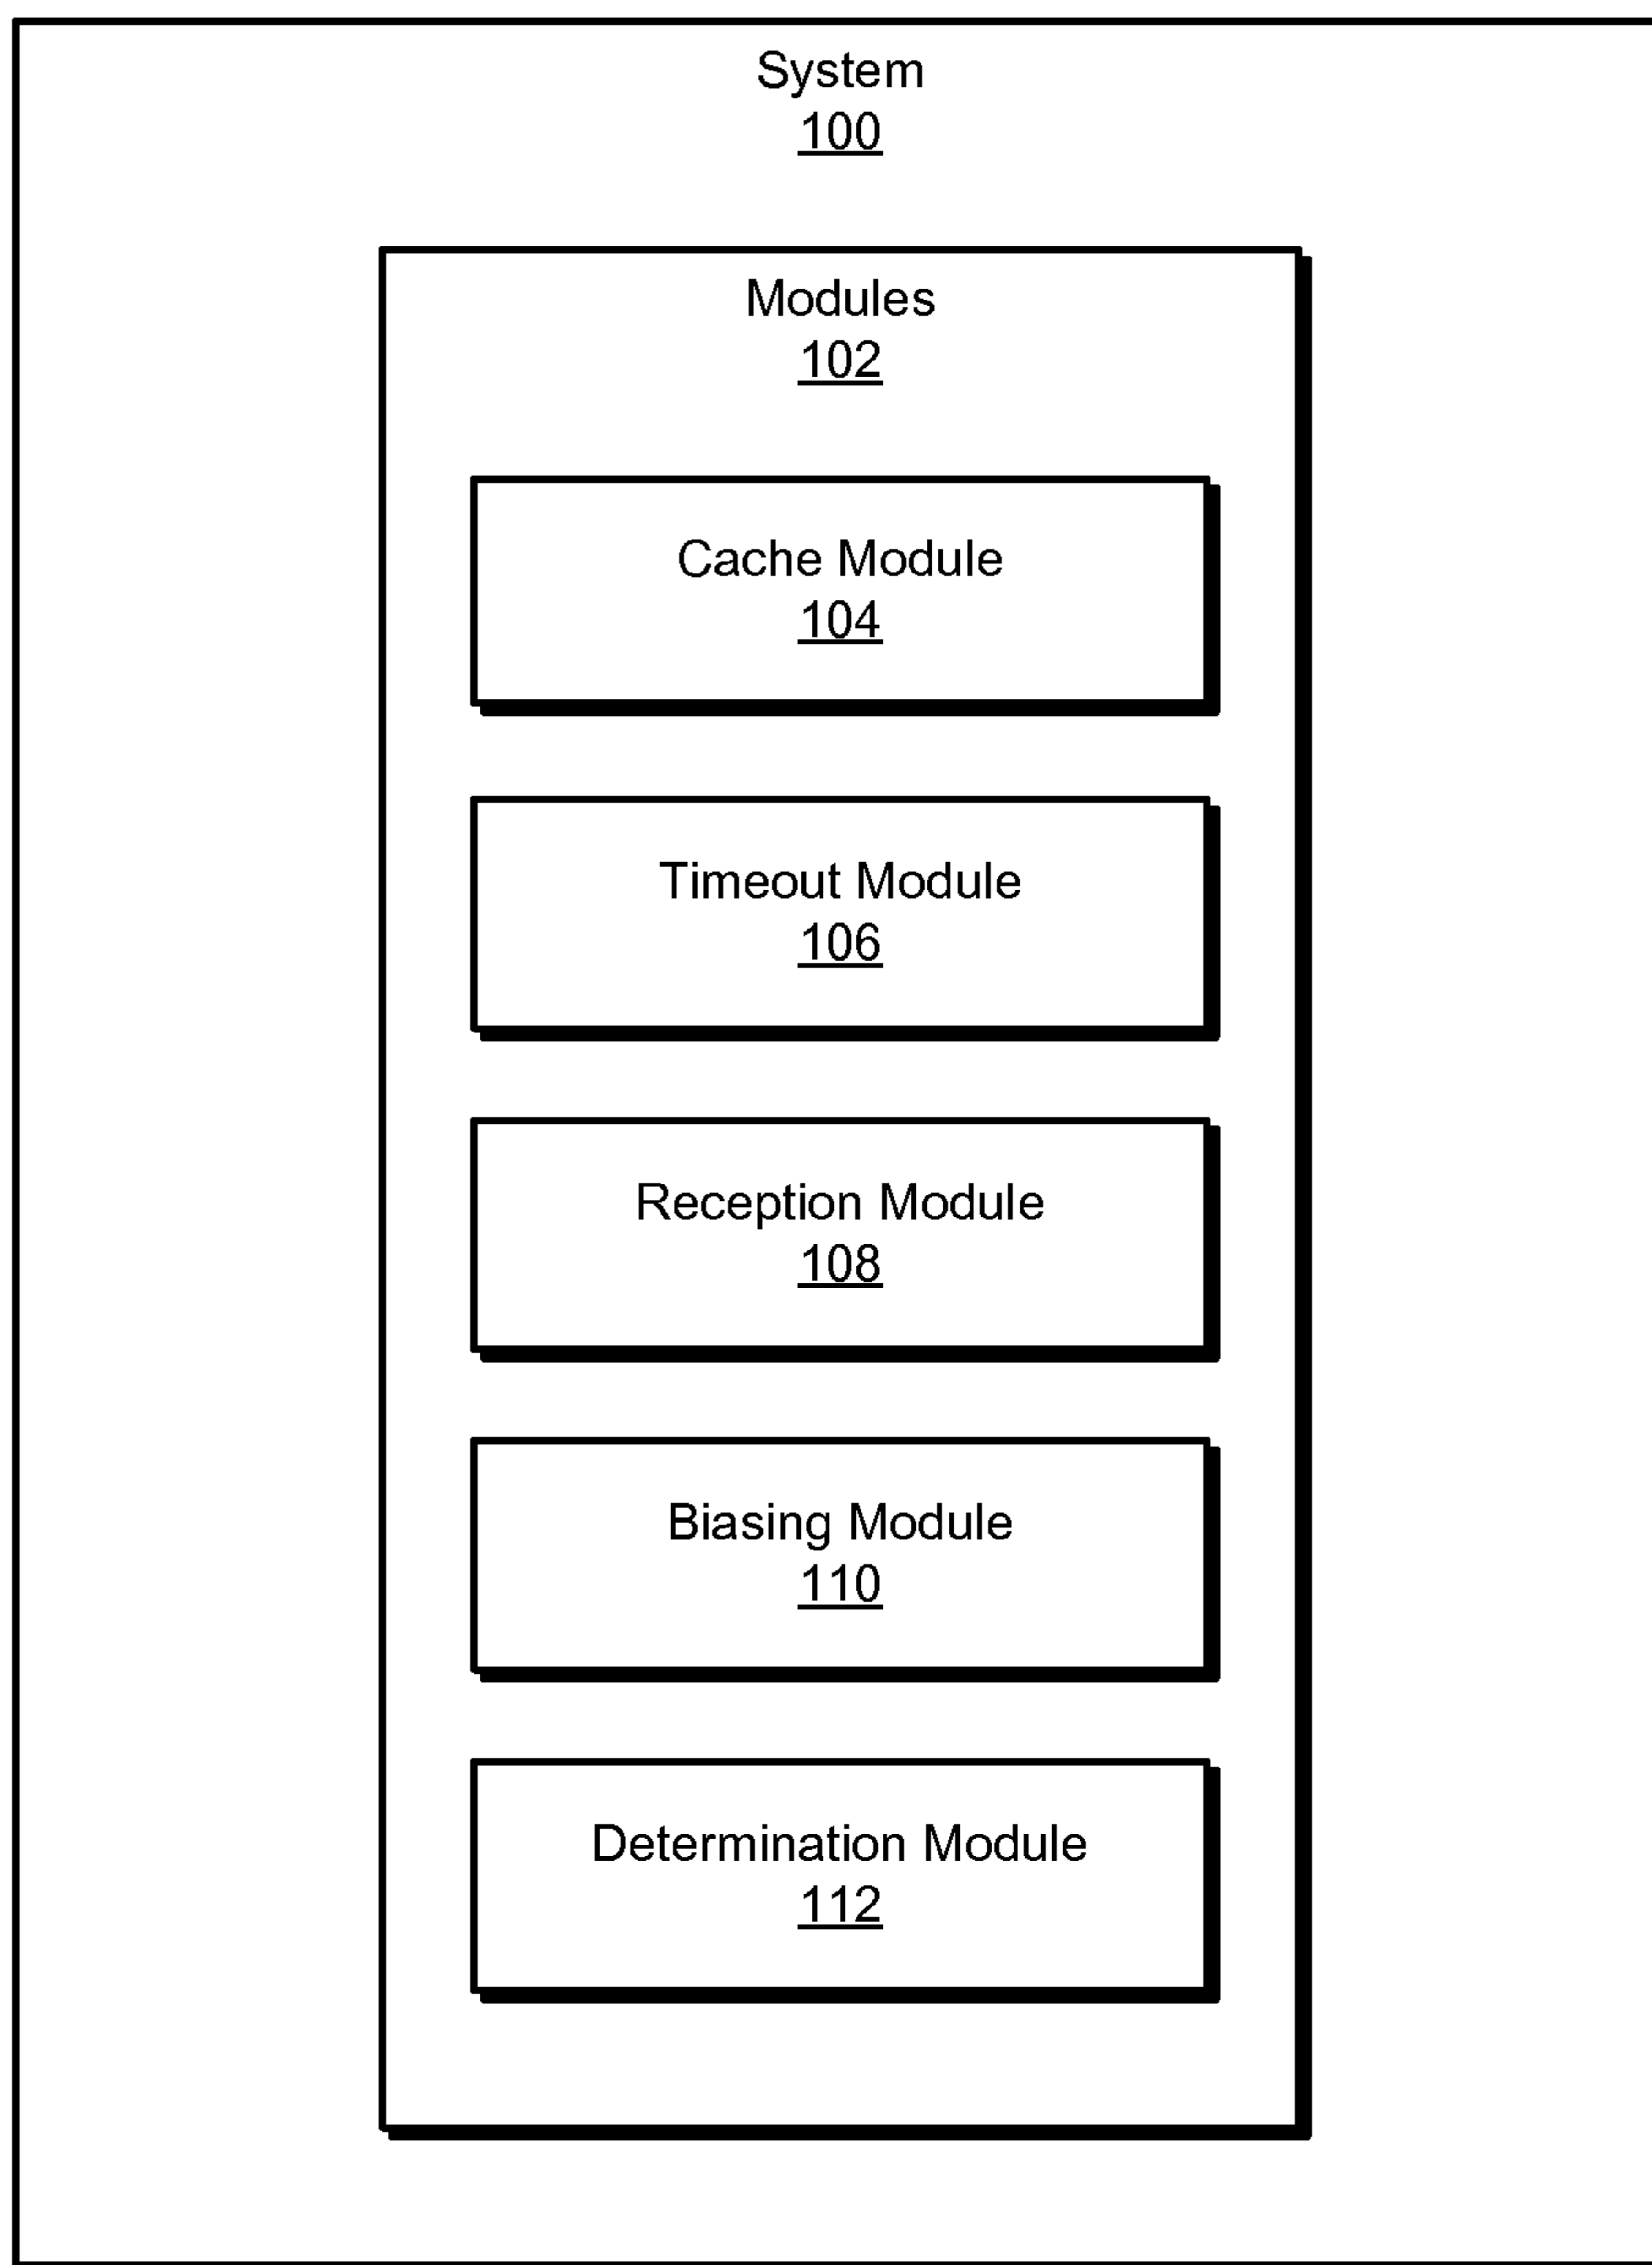 System
100
Modules
102
Cache Module
104
Timeout Module
106
Reception Module
108
Biasing Module
110
Determination Module
112